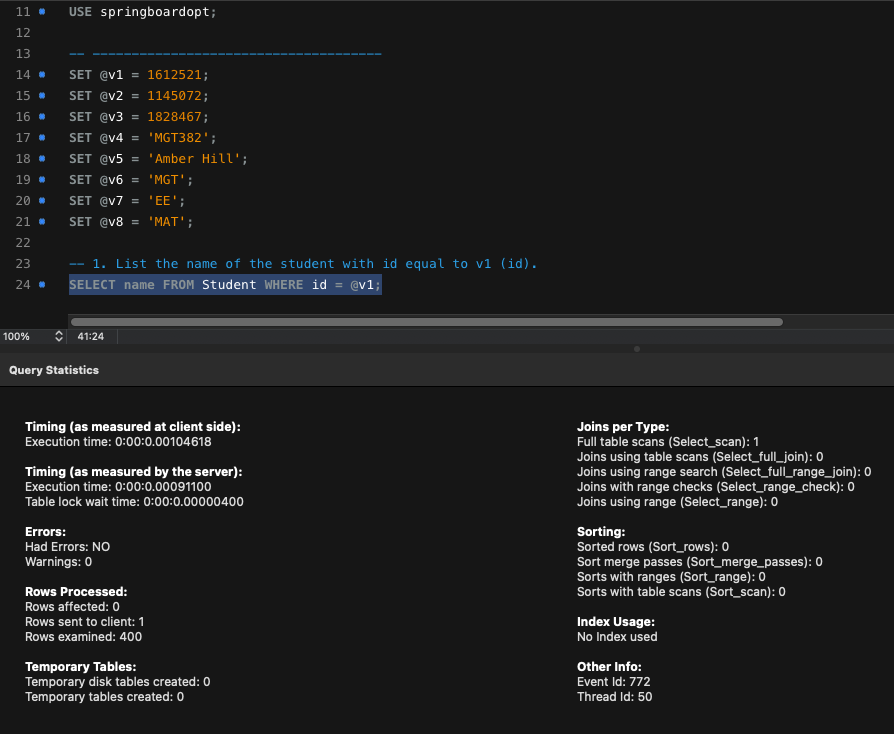 11 USE springboardopt;
12
13 -- -------------------------------------
14 SET @v1 = 1612521;
15 SET @v2 = 1145072;
16 SET @v3 = 1828467;
17 SET @v4 = 'MGT382';
18 SET @v5 = 'Amber Hill';
19 SET @v6 = 'MGT';
20 SET @v7 = 'EE';
21 SET @v8 = 'MAT';
22
23 -- 1. List the name of the student with id equal to v1 (id).
24 SELECT name FROM Student WHERE id = @v1;
100% 41:24
Query Statistics
Timing (as measured at client side):
Execution time: 0:00:0.00104618
Timing (as measured by the server):
Execution time: 0:00:0.00091100
Table lock wait time: 0:00:0.00000400
Errors:
Had Errors: NO
Warnings: 0
Rows Processed:
Rows affected: 0
Rows sent to client: 1
Rows examined: 400
Temporary Tables:
Temporary disk tables created: 0
Temporary tables created: 0
Joins per Type:
Full table scans (Select_scan): 1
Joins using table scans (Select_full_join): 0
Joins using range search (Select_full_range_join): 0
Joins with range checks (Select_range_check): 0
Joins using range (Select_range): 0
Sorting:
Sorted rows (Sort_rows): 0
Sort merge passes (Sort_merge_passes): 0
Sorts with ranges (Sort_range): 0
Sorts with table scans (Sort_scan): 0
Index Usage:
No Index used
Other Info:
Event Id: 772
Thread Id: 50